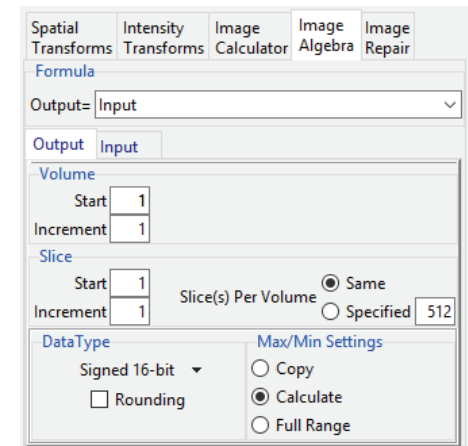 Spatial Transforms
Intensity Transforms
Image Calculator
Image Algebra
Image Repair
Formula
Output= Input
Output Input
Volume
Start 1
Increment 1
Slice
Start 1
Increment 1
Slice(s) Per Volume
Same
Specified 512
DataType
Signed 16-bit
Rounding
Max/Min Settings
Copy
Calculate
Full Range